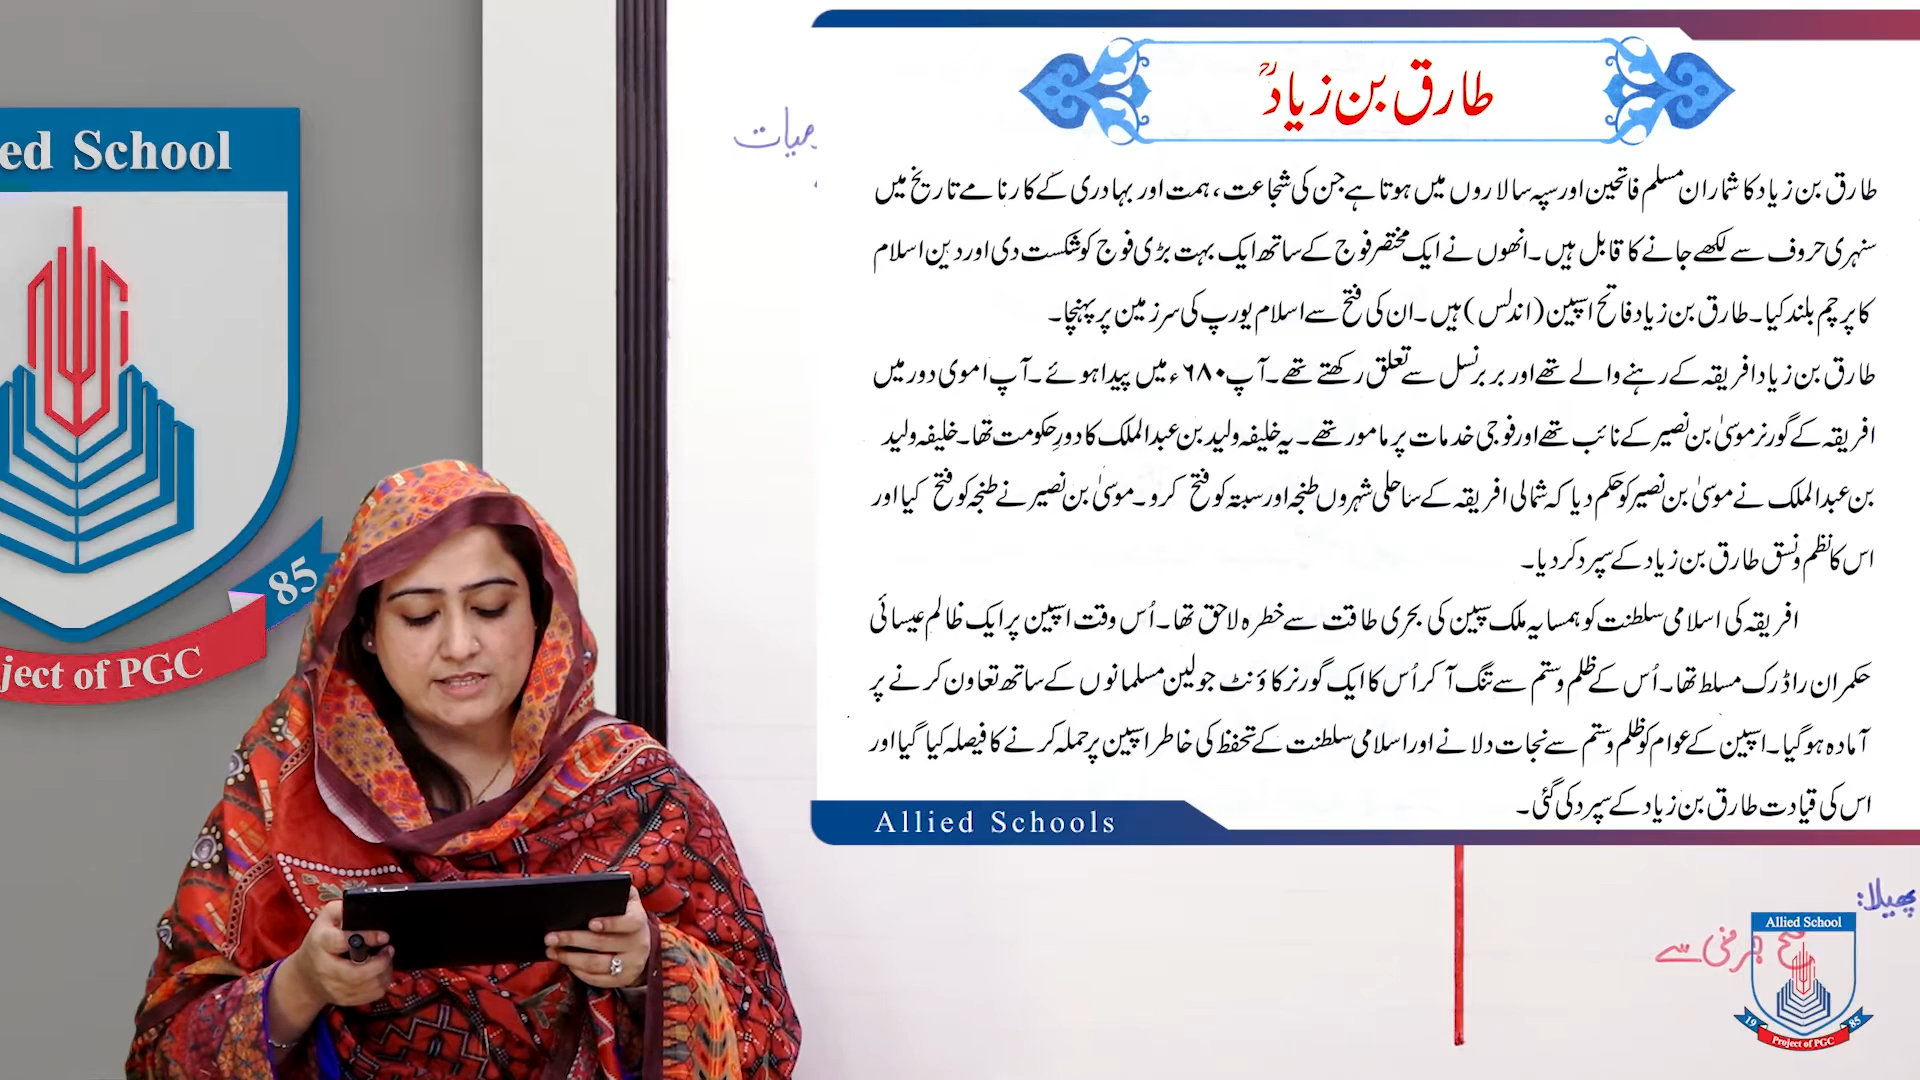 ied School
85
ject of PGC
طارق بن زیادؒ
طارق بن زیاد کا شمار ان مسلم فاتحین اور سپہ سالاروں میں ہوتا ہے جن کی شجاعت، ہمت اور بہادری کے کارنامے تاریخ میں
سنہری حروف سے لکھے جانے کا قابل ہیں۔ انھوں نے ایک مختصر فوج کے ساتھ ایک بہت بڑی فوج کو شکست دی اور دین اسلام
کا پرچم بلند کیا۔ طارق بن زیاد فاتح اسپین (اندلس) ہیں۔ ان کی فتح سے اسلام یورپ کی سرزمین پر پہنچا۔
طارق بن زیاد افریقہ کے رہنے والے تھے اور بربر نسل سے تعلق رکھتے تھے۔ آپ ۶۸۰ء میں پیدا ہوئے۔ آپ اموی دور میں
افریقہ کے گورنر موسیٰ بن نصیر کے نائب تھے اور فوجی خدمات پر مامور تھے۔ یہ خلیفہ ولید بن عبدالملک کا دورِ حکومت تھا۔ خلیفہ ولید
بن عبدالملک نے موسیٰ بن نصیر کو حکم دیا کہ شمالی افریقہ کے ساحلی شہروں طنجہ اور سبتہ کو فتح کرو۔ موسیٰ بن نصیر نے طنجہ کو فتح کیا اور
اس کا نظم و نسق طارق بن زیاد کے سپرد کر دیا۔
افریقہ کی اسلامی سلطنت کو ہمسایہ ملک سپین کی بحری طاقت سے خطرہ لاحق تھا۔ اُس وقت اسپین پر ایک ظالم عیسائی
حکمران راڈرک مسلط تھا۔ اُس کے ظلم و ستم سے تنگ آ کر اُس کا ایک گورنر کاؤنٹ جولین مسلمانوں کے ساتھ تعاون کرنے پر
آمادہ ہو گیا۔ اسپین کے عوام کو ظلم و ستم سے نجات دلانے اور اسلامی سلطنت کے تحفظ کی خاطر اسپین پر حملہ کرنے کا فیصلہ کیا گیا اور
اس کی قیادت طارق بن زیاد کے سپرد کی گئی۔
Allied Schools
پھیلا:
سے
Allied School
19 85
Project of PGC